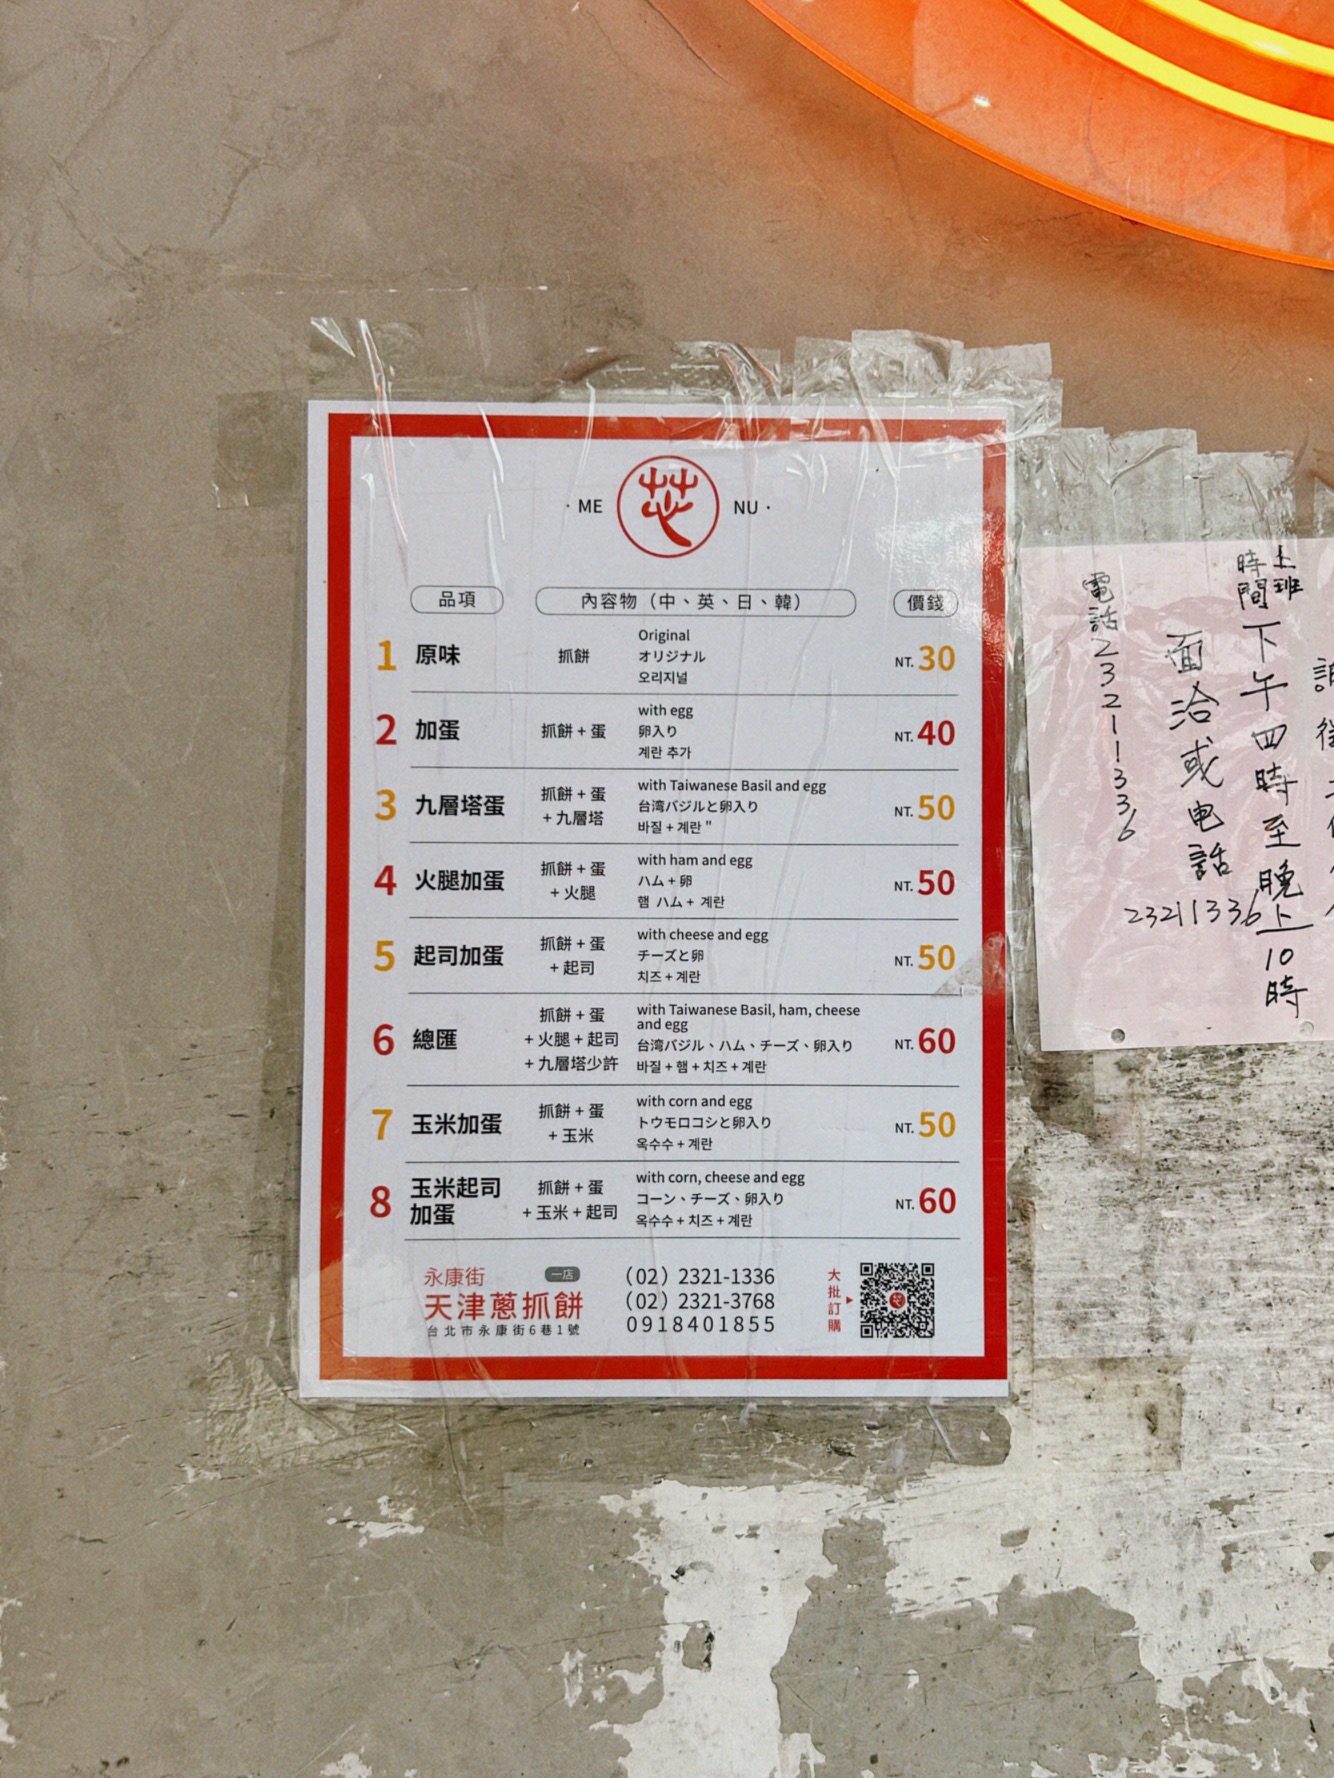 · ME
NU ·
品項
內容物（中、英、日、韓）
價錢
1 原味
抓餅
Original
オリジナル
오리지널
NT. 30
2 加蛋
抓餅 + 蛋
with egg
卵入り
계란 추가
NT. 40
3 九層塔蛋
抓餅 + 蛋
+ 九層塔
with Taiwanese Basil and egg
台湾バジルと卵入り
바질 + 계란 "
NT. 50
4 火腿加蛋
抓餅 + 蛋
+ 火腿
with ham and egg
ハム + 卵
햄 ハム + 계란
NT. 50
5 起司加蛋
抓餅 + 蛋
+ 起司
with cheese and egg
チーズと卵
치즈 + 계란
NT. 50
6 總匯
抓餅 + 蛋
+ 火腿 + 起司
+ 九層塔少許
with Taiwanese Basil, ham, cheese
and egg
台湾バジル、ハム、チーズ、卵入り
바질 + 햄 + 치즈 + 계란
NT. 60
7 玉米加蛋
抓餅 + 蛋
+ 玉米
with corn and egg
トウモロコシと卵入り
옥수수 + 계란
NT. 50
8 玉米起司
加蛋
抓餅 + 蛋
+ 玉米 + 起司
with corn, cheese and egg
コーン、チーズ、卵入り
옥수수 + 치즈 + 계란
NT. 60
永康街
一店
天津蔥抓餅
台北市永康街6巷1號
（02）2321-1336
（02）2321-3768
0918401855
大批訂購
上班
時間
下午四時至晚上10時
面洽或电話
23211336
電話23211336